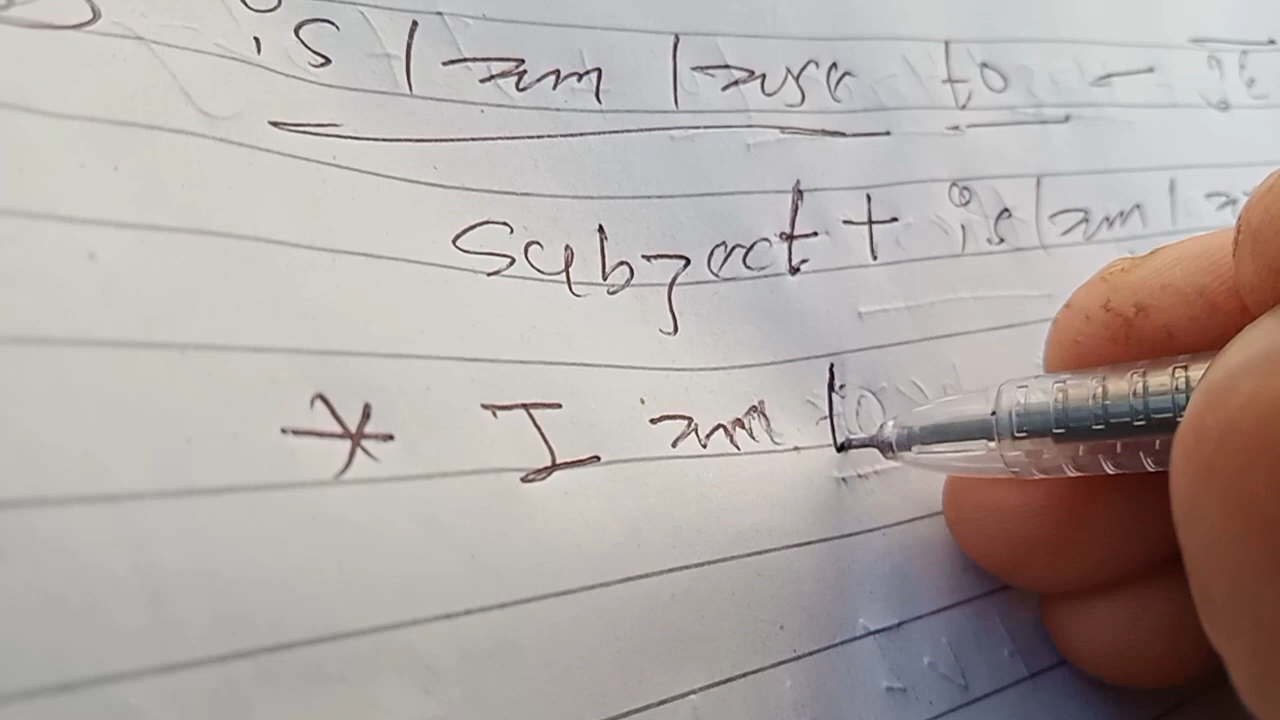 is / am / are to -
Subject + is / am /
* I am to